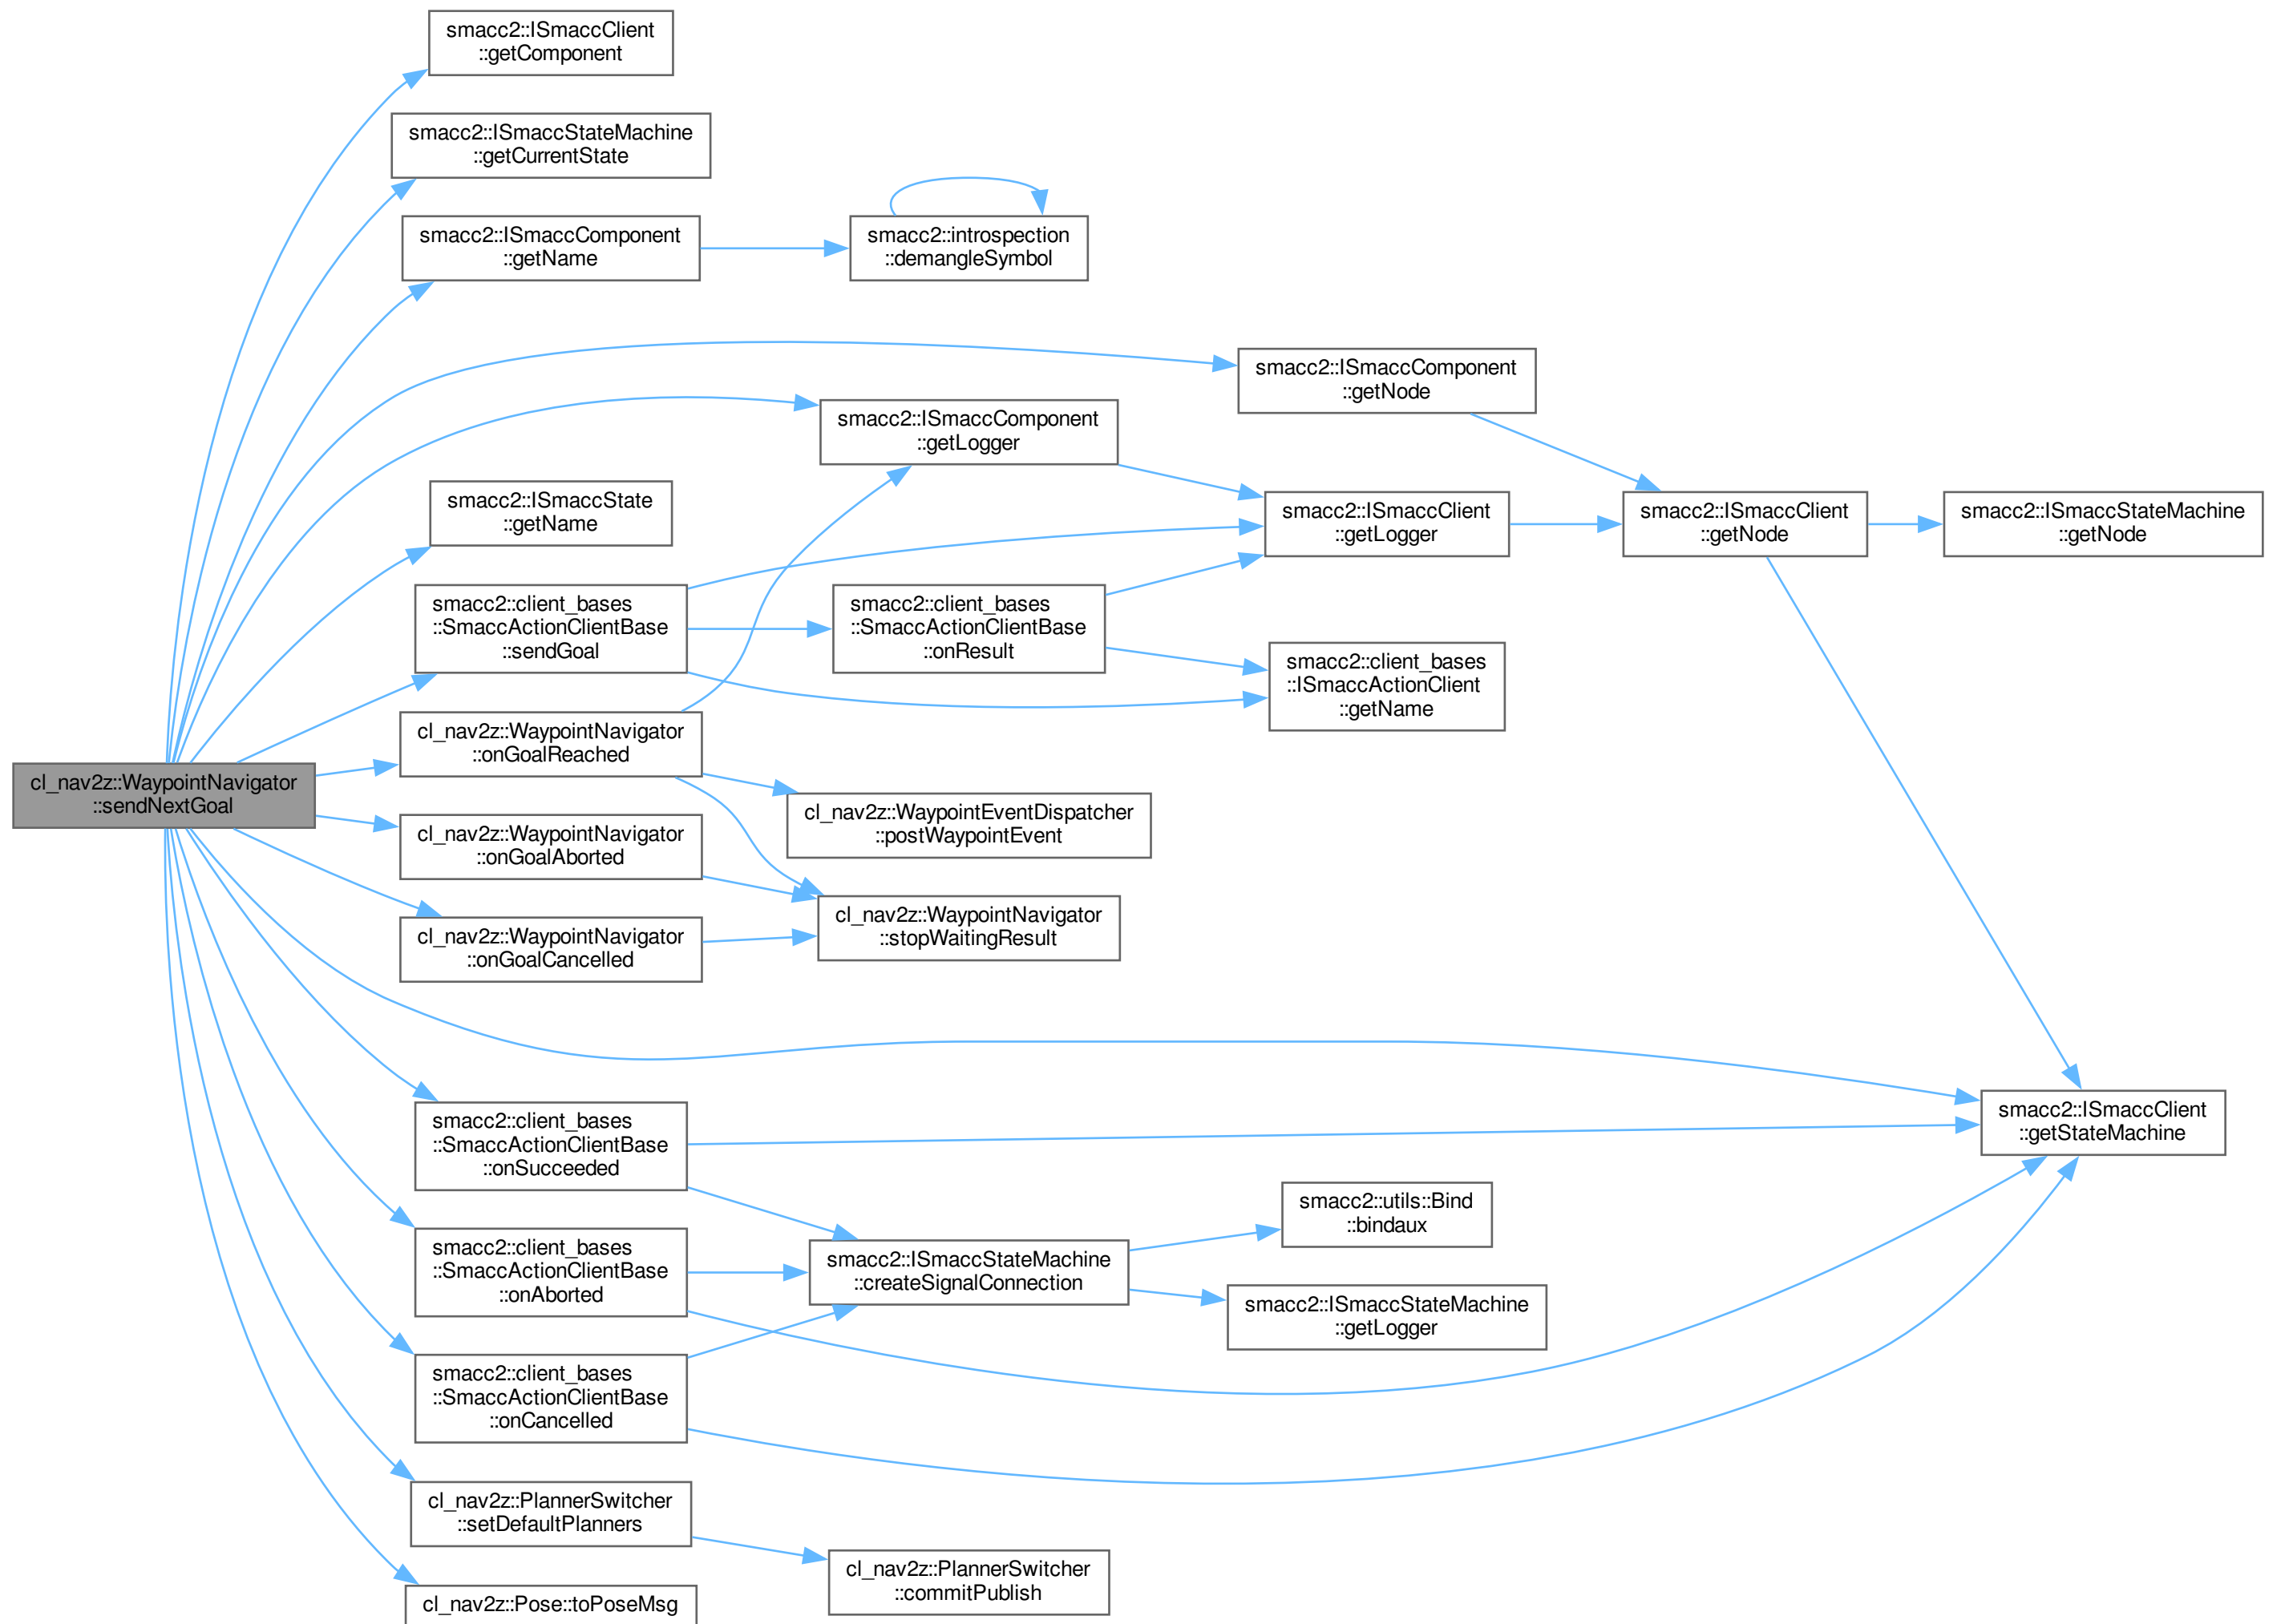 smacc2::ISmaccClient
::getComponent
smacc2::ISmaccStateMachine
::getCurrentState
smacc2::ISmaccComponent
::getName
smacc2::introspection
::demangleSymbol
smacc2::ISmaccComponent
::getNode
smacc2::ISmaccComponent
::getLogger
smacc2::ISmaccState
::getName
smacc2::ISmaccClient
::getLogger
smacc2::ISmaccClient
::getNode
smacc2::ISmaccStateMachine
::getNode
smacc2::client_bases
::SmaccActionClientBase
::sendGoal
smacc2::client_bases
::SmaccActionClientBase
::onResult
smacc2::client_bases
::ISmaccActionClient
::getName
cl_nav2z::WaypointNavigator
::onGoalReached
cl_nav2z::WaypointNavigator
::sendNextGoal
cl_nav2z::WaypointEventDispatcher
::postWaypointEvent
cl_nav2z::WaypointNavigator
::onGoalAborted
cl_nav2z::WaypointNavigator
::stopWaitingResult
cl_nav2z::WaypointNavigator
::onGoalCancelled
smacc2::client_bases
::SmaccActionClientBase
::onSucceeded
smacc2::ISmaccClient
::getStateMachine
smacc2::utils::Bind
::bindaux
smacc2::client_bases
::SmaccActionClientBase
::onAborted
smacc2::ISmaccStateMachine
::createSignalConnection
smacc2::ISmaccStateMachine
::getLogger
smacc2::client_bases
::SmaccActionClientBase
::onCancelled
cl_nav2z::PlannerSwitcher
::setDefaultPlanners
cl_nav2z::PlannerSwitcher
::commitPublish
cl_nav2z::Pose::toPoseMsg